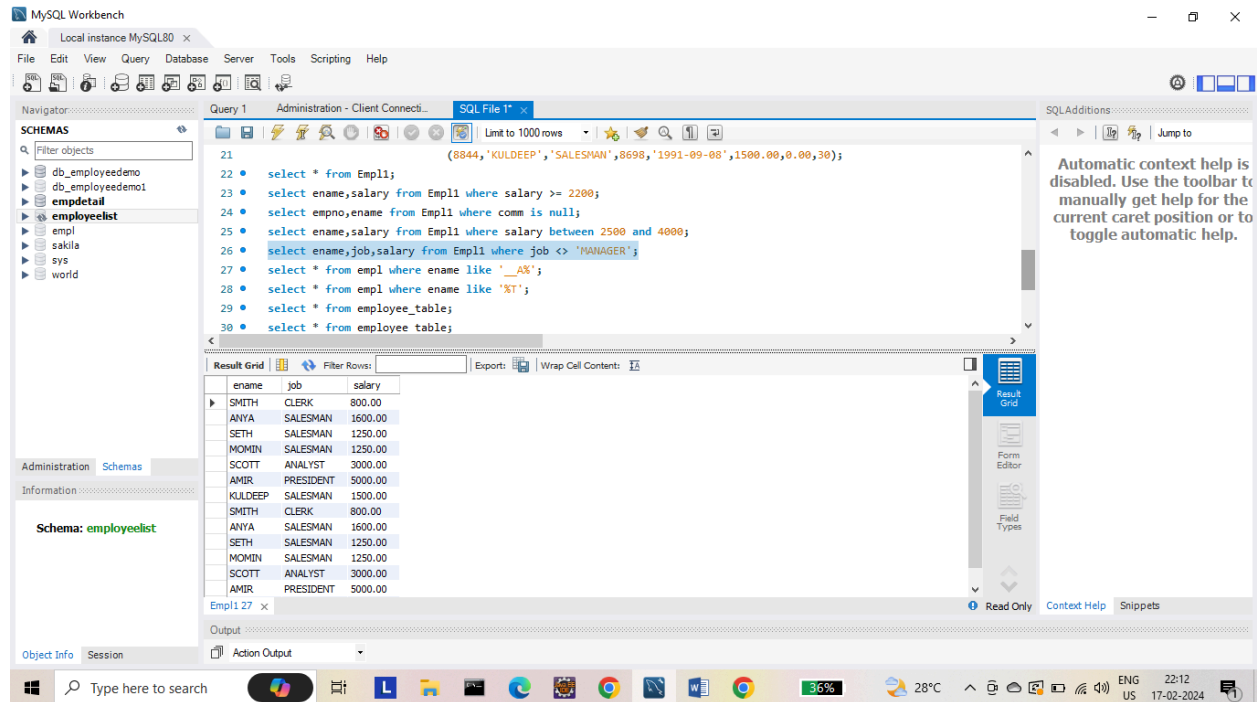 MySQL Workbench
Local instance MySQL80
File Edit View Query Database Server Tools Scripting Help
Navigator
SCHEMAS
Filter objects
db_employeedemo
db_employeedemo1
empdetail
employeelist
empl
sakila
sys
world
Administration Schemas
Information
Schema: employeelist
Object Info Session
Query 1 Administration - Client Connecti... SQL File 1*
Limit to 1000 rows
21 (8844,'KULDEEP','SALESMAN',8698,'1991-09-08',1500.00,0.00,30);
22 select * from Empl1;
23 select ename,salary from Empl1 where salary >= 2200;
24 select empno,ename from Empl1 where comm is null;
25 select ename,salary from Empl1 where salary between 2500 and 4000;
26 select ename,job,salary from Empl1 where job <> 'MANAGER';
27 select * from empl where ename like '__A%';
28 select * from empl where ename like '%T';
29 select * from employee_table;
30 select * from employee table;
Result Grid Filter Rows: Export: Wrap Cell Content:
ename job salary
SMITH CLERK 800.00
ANYA SALESMAN 1600.00
SETH SALESMAN 1250.00
MOMIN SALESMAN 1250.00
SCOTT ANALYST 3000.00
AMIR PRESIDENT 5000.00
KULDEEP SALESMAN 1500.00
SMITH CLERK 800.00
ANYA SALESMAN 1600.00
SETH SALESMAN 1250.00
MOMIN SALESMAN 1250.00
SCOTT ANALYST 3000.00
AMIR PRESIDENT 5000.00
Result
Grid
Form
Editor
Field
Types
Empl1 27 Read Only
Output
Action Output
SQLAdditions
Jump to
Automatic context help is
disabled. Use the toolbar to
manually get help for the
current caret position or to
toggle automatic help.
Context Help Snippets
Type here to search
L
36%
28°C
ENG
US
22:12
17-02-2024
1